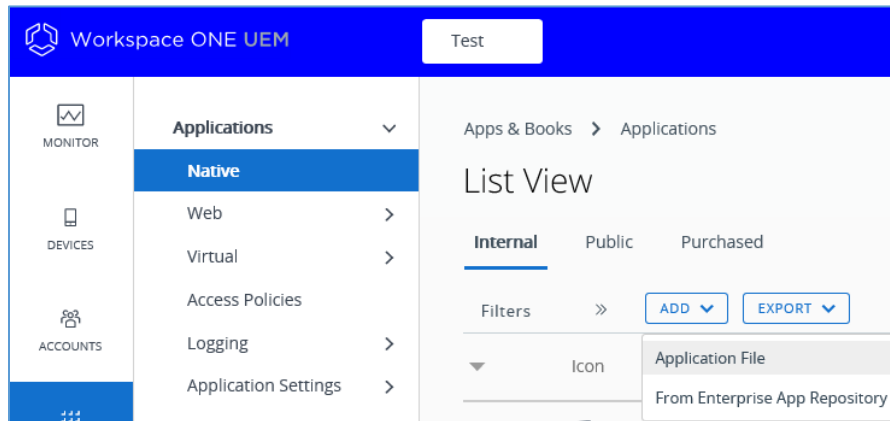 Workspace ONE UEM
Test
MONITOR
DEVICES
ACCOUNTS
Applications
Native
Web
Virtual
Access Policies
Logging
Application Settings
Apps & Books > Applications
List View
Internal Public Purchased
Filters » ADD EXPORT
Icon
Application File
From Enterprise App Repository